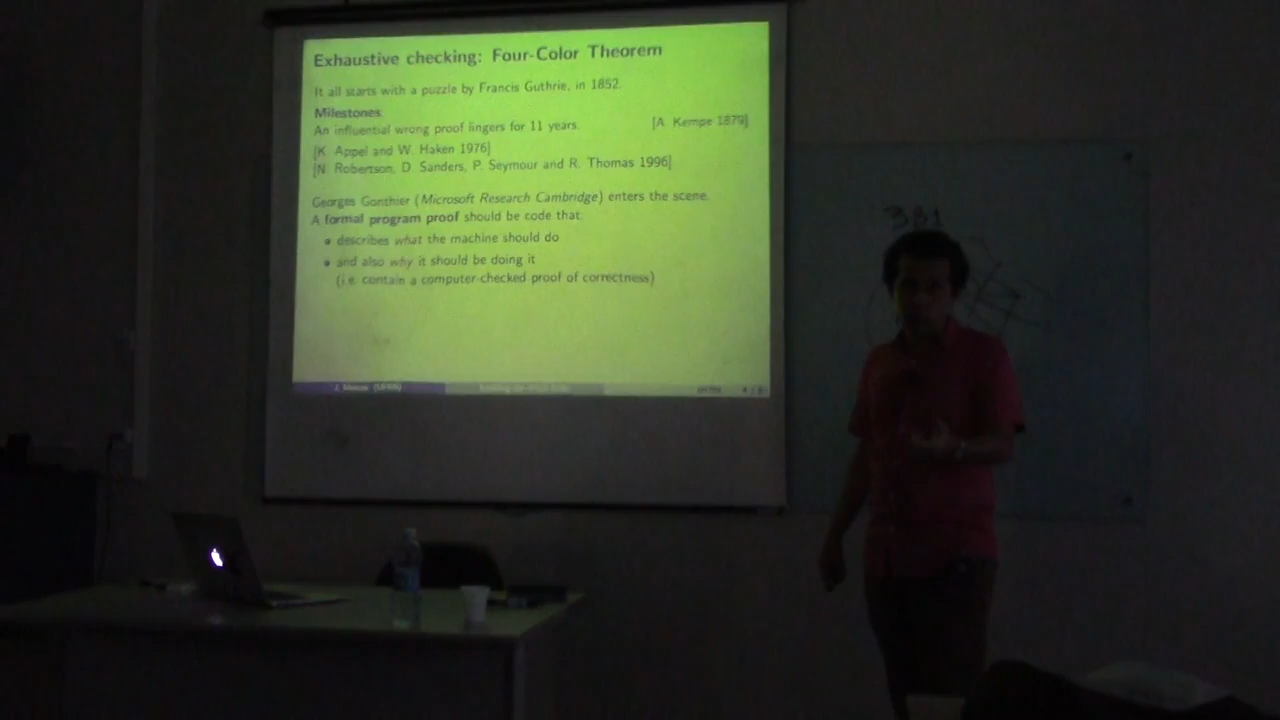 Exhaustive checking: Four-Color Theorem
It all starts with a puzzle by Francis Guthrie, in 1852.
Milestones
An influential wrong proof lingers for 11 years. [A. Kempe 1879]
[K. Appel and W. Haken 1976]
[N. Robertson, D. Sanders, P. Seymour and R. Thomas 1996]
Georges Gonthier (Microsoft Research Cambridge) enters the scene.
A formal program proof should be code that:
• describes what the machine should do
• and also why it should be doing it
(i.e. contain a computer-checked proof of correctness)
381